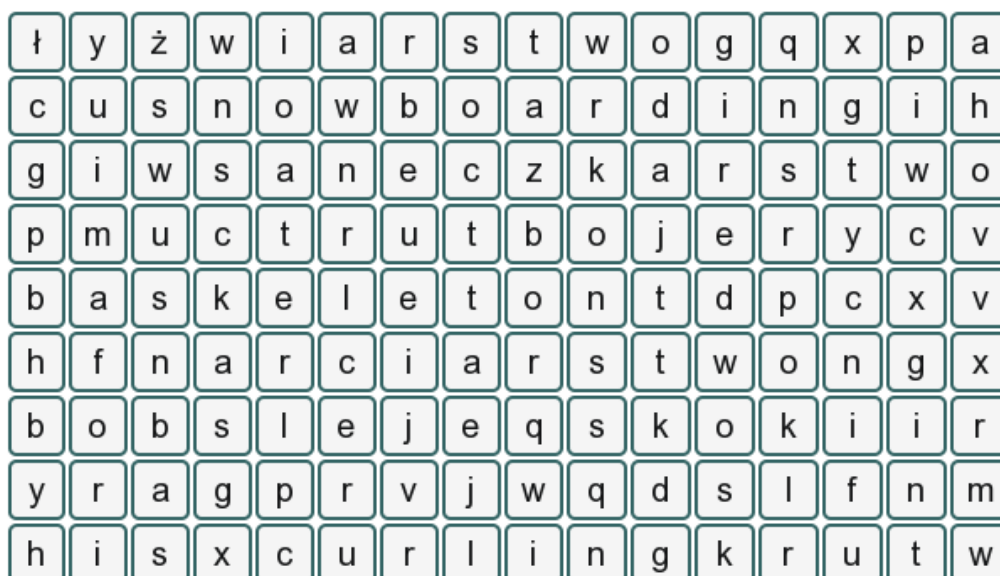 ł y ż w i a r s t w o g q x p a
c u s n o w b o a r d i n g i h
g i w s a n e c z k a r s t w o
p m u c t r u t b o j e r y c v
b a s k e l e t o n t d p c x v
h f n a r c i a r s t w o n g x
b o b s l e j e q s k o k i i r
y r a g p r v j w q d s l f n m
h i s x c u r l i n g k r u t w